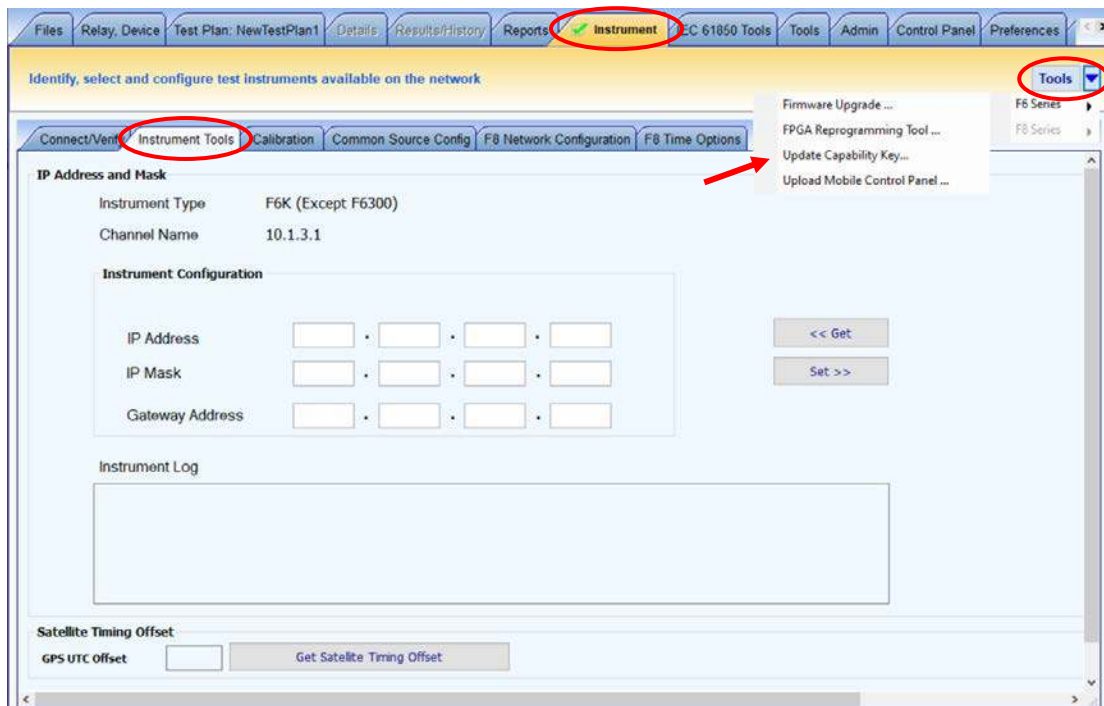 Files Relay, Device Test Plan: NewTestPlan1 Details Results/History Reports Instrument EC 61850 Tools Tools Admin Control Panel Preferences
Identify, select and configure test instruments available on the network
Tools
Firmware Upgrade ... F6 Series
FPGA Reprogramming Tool ... F8 Series
Update Capability Key...
Upload Mobile Control Panel ...
Connect/Verify Instrument Tools Calibration Common Source Config F8 Network Configuration F8 Time Options
IP Address and Mask
Instrument Type F6K (Except F6300)
Channel Name 10.1.3.1
Instrument Configuration
IP Address . . . << Get
IP Mask . . . Set >>
Gateway Address . . .
Instrument Log
Satellite Timing Offset
GPS UTC Offset Get Satelite Timing Offset